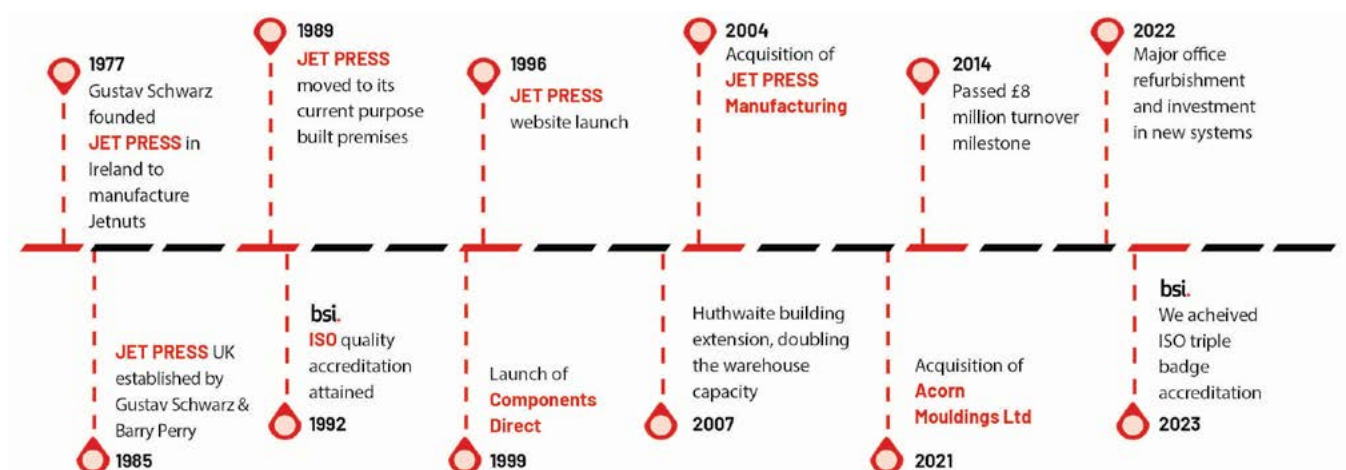 1977
Gustav Schwarz
founded
JET PRESS in
Ireland to
manufacture
Jetnuts
1989
JET PRESS
moved to its
current purpose
built premises
1996
JET PRESS
website launch
2004
Acquisition of
JET PRESS
Manufacturing
2014
Passed £8
million turnover
milestone
2022
Major office
refurbishment
and investment
in new systems
JET PRESS UK
established by
Gustav Schwarz &
Barry Perry
1985
bsi.
ISO quality
accreditation
attained
1992
Launch of
Components
Direct
1999
Huthwaite building
extension, doubling
the warehouse
capacity
2007
Acquisition of
Acorn
Mouldings Ltd
2021
bsi.
We acheived
ISO triple
badge
accreditation
2023